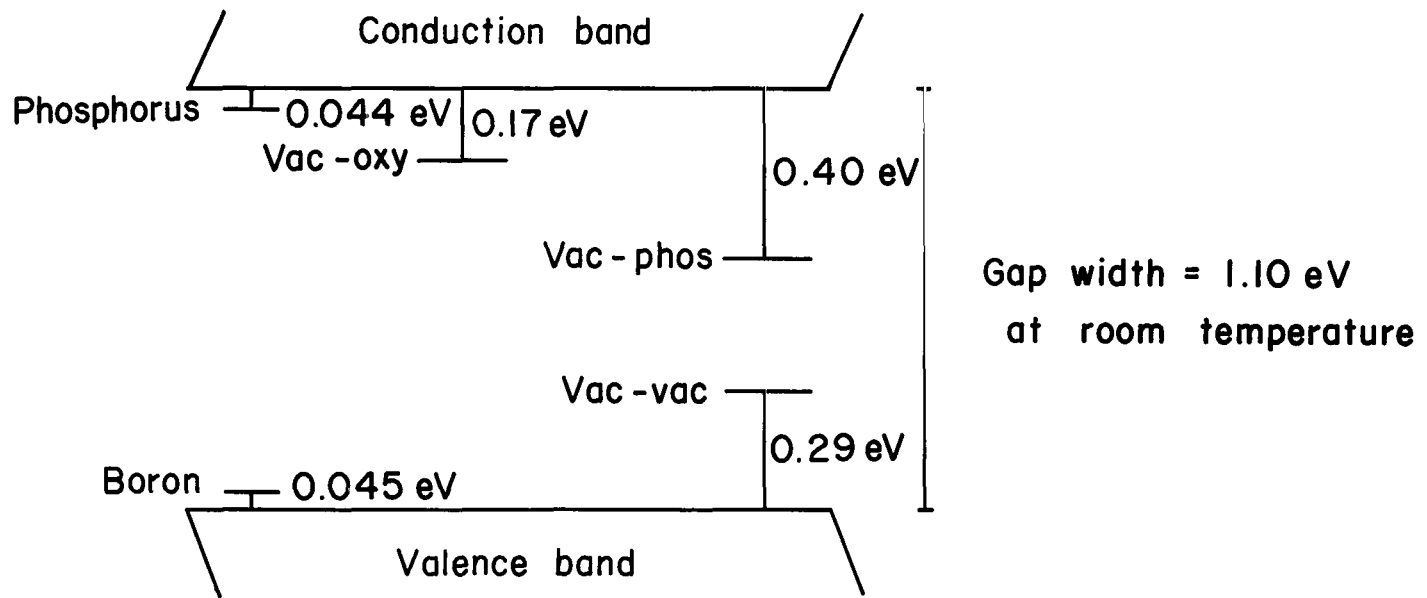 Conduction band
Phosphorus
0.044 eV
0.17 eV
Vac-oxy
0.40 eV
Vac-phos
Gap width = 1.10 eV
at room temperature
Vac-vac
0.29 eV
Boron
0.045 eV
Valence band